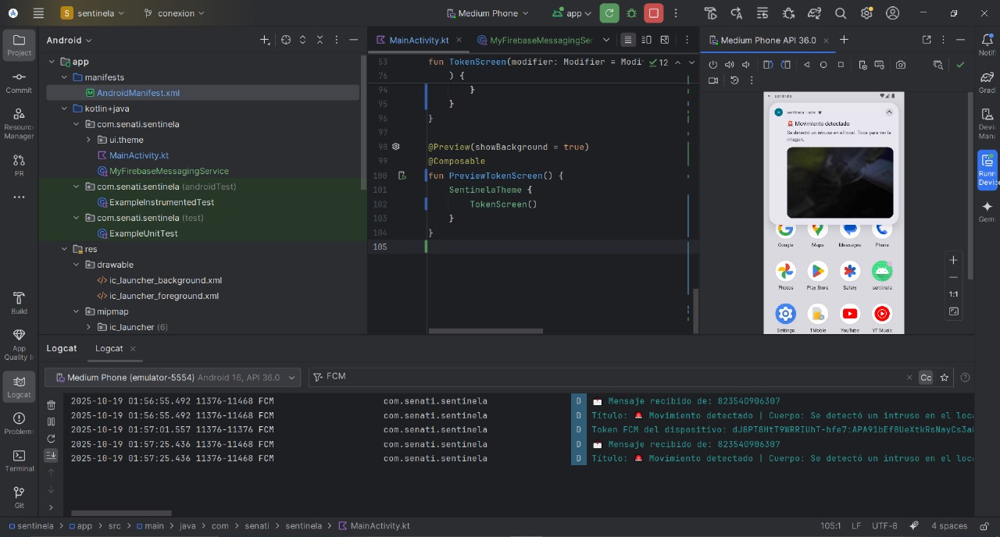 sentinela
conexion
Medium Phone
app
Project
Commit
Resourc
Manager
PR
Build
App
Quality I
Logcat
Problem
Terminal
Git
Android
app
manifests
AndroidManifest.xml
kotlin+java
com.senati.sentinela
ui.theme
MainActivity.kt
MyFirebaseMessagingService
com.senati.sentinela (androidTest)
ExampleInstrumentedTest
com.senati.sentinela (test)
ExampleUnitTest
res
drawable
ic_launcher_background.xml
ic_launcher_foreground.xml
mipmap
ic_launcher (6)
MainActivity.kt
MyFirebaseMessagingSer
53 fun TokenScreen(modifier: Modifier = Modi
12
76 ) {
94 }
95 }
96 }
97
98 @Preview(showBackground = true)
99 @Composable
100 fun PreviewTokenScreen() {
101 SentinelaTheme {
102 TokenScreen()
103 }
104 }
105
Medium Phone API 36.0
sentinela
sentinela • now
🚨 Movimiento detectado
Se detectó un intruso en el local. Toca para ver la
imagen.
Google Maps Messages Phone
Photos Play Store Safety sentinela
Settings TMoble YouTube YT Music
1:1
Notifi
Gradl
Devi
Mana
Runn
Device
Gemi
Logcat
Logcat
Medium Phone (emulator-5554) Android 16, API 36.0
FCM
Cc
2025-10-19 01:56:55.492 11376-11468 FCM com.senati.sentinela D 📩 Mensaje recibido de: 823540906307
2025-10-19 01:56:55.492 11376-11468 FCM com.senati.sentinela D Título: 🚨 Movimiento detectado | Cuerpo: Se detectó un intruso en el loca
2025-10-19 01:57:01.557 11376-11376 FCM com.senati.sentinela D Token FCM del dispositivo: dJ8PT8HtT9WRRIUhT-hfe7:APA91bEf8UeXtkRsNayCs3a
2025-10-19 01:57:25.436 11376-11468 FCM com.senati.sentinela D 📩 Mensaje recibido de: 823540906307
2025-10-19 01:57:25.436 11376-11468 FCM com.senati.sentinela D Título: 🚨 Movimiento detectado | Cuerpo: Se detectó un intruso en el loca
sentinela > app > src > main > java > com > senati > sentinela > MainActivity.kt
105:1 LF UTF-8 4 spaces